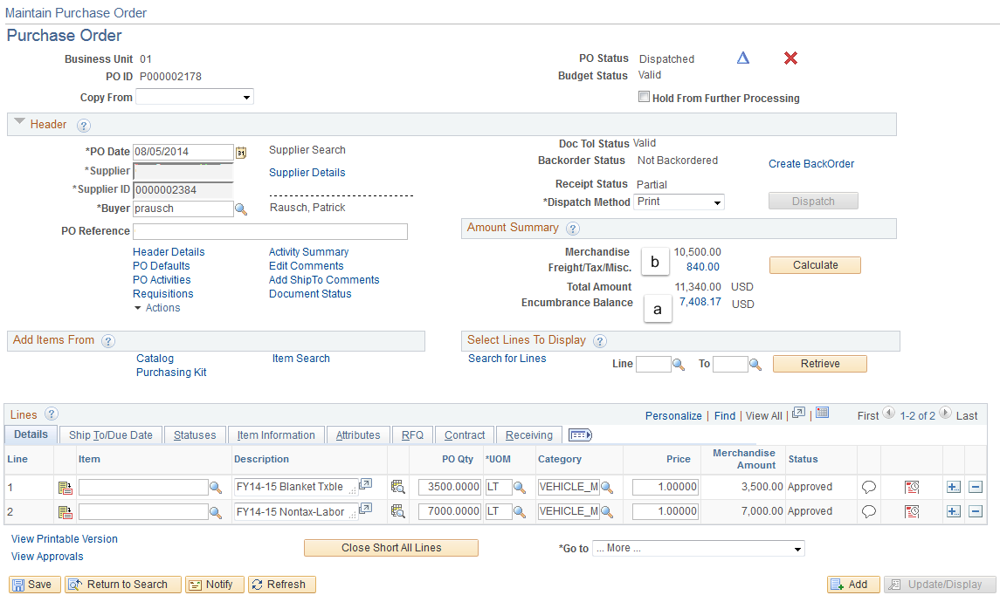 Maintain Purchase Order
Purchase Order
Business Unit 01
PO ID P000002178
Copy From
PO Status Dispatched
Budget Status Valid
Hold From Further Processing
Header ?
*PO Date 08/05/2014 31
*Supplier
*Supplier ID 0000002384
*Buyer prausch
PO Reference
Supplier Search
Supplier Details
Rausch, Patrick
Doc Tol Status Valid
Backorder Status Not Backordered
Create BackOrder
Receipt Status Partial
*Dispatch Method Print
Dispatch
Header Details
PO Defaults
PO Activities
Requisitions
Actions
Activity Summary
Edit Comments
Add ShipTo Comments
Document Status
Amount Summary ?
Merchandise 10,500.00
b
Freight/Tax/Misc. 840.00
Calculate
Total Amount 11,340.00 USD
Encumbrance Balance a 7,408.17 USD
Add Items From ?
Catalog
Purchasing Kit
Item Search
Select Lines To Display ?
Search for Lines
Line To Retrieve
Lines ?
Personalize | Find | View All | | First 1-2 of 2 Last
Details Ship To/Due Date Statuses Item Information Attributes RFQ Contract Receiving
Line Item Description PO Qty *UOM Category Price Merchandise Amount Status
1 FY14-15 Blanket Txble 3500.0000 LT VEHICLE_M 1.00000 3,500.00 Approved
2 FY14-15 Nontax-Labor 7000.0000 LT VEHICLE_M 1.00000 7,000.00 Approved
View Printable Version
View Approvals
Close Short All Lines
*Go to ... More ...
Save Return to Search Notify Refresh
Add Update/Display